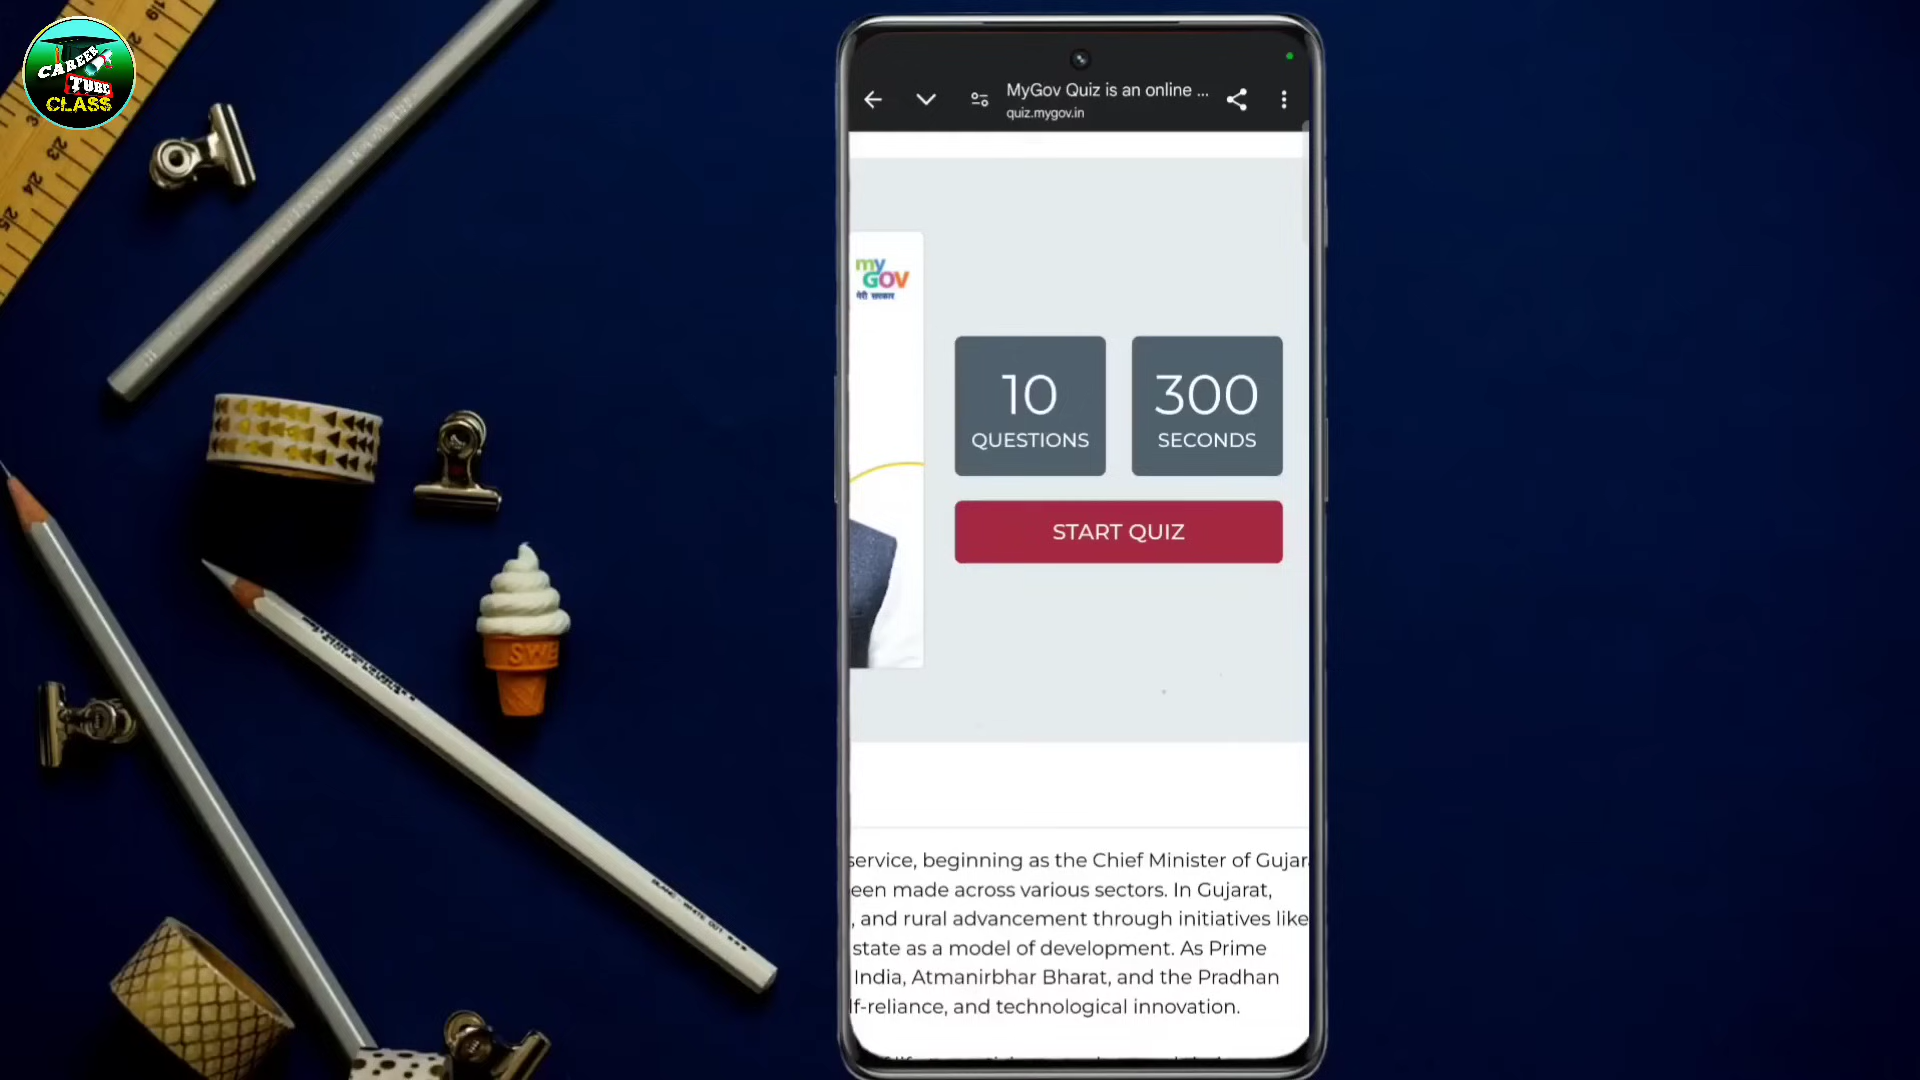 CAREER
TUBE
CLASS
MyGov Quiz is an online ...
quiz.mygov.in
my
GOV
मेरी सरकार
10
QUESTIONS
300
SECONDS
START QUIZ
service, beginning as the Chief Minister of Gujar
een made across various sectors. In Gujarat,
, and rural advancement through initiatives like
state as a model of development. As Prime
India, Atmanirbhar Bharat, and the Pradhan
lf-reliance, and technological innovation.
SWE